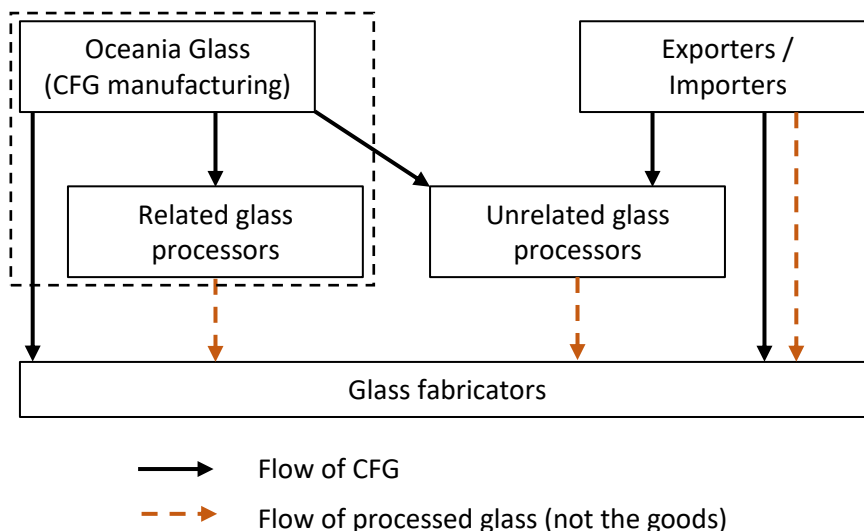 Oceania Glass
(CFG manufacturing)
Exporters /
Importers
Related glass
processors
Unrelated glass
processors
Glass fabricators
Flow of CFG
Flow of processed glass (not the goods)